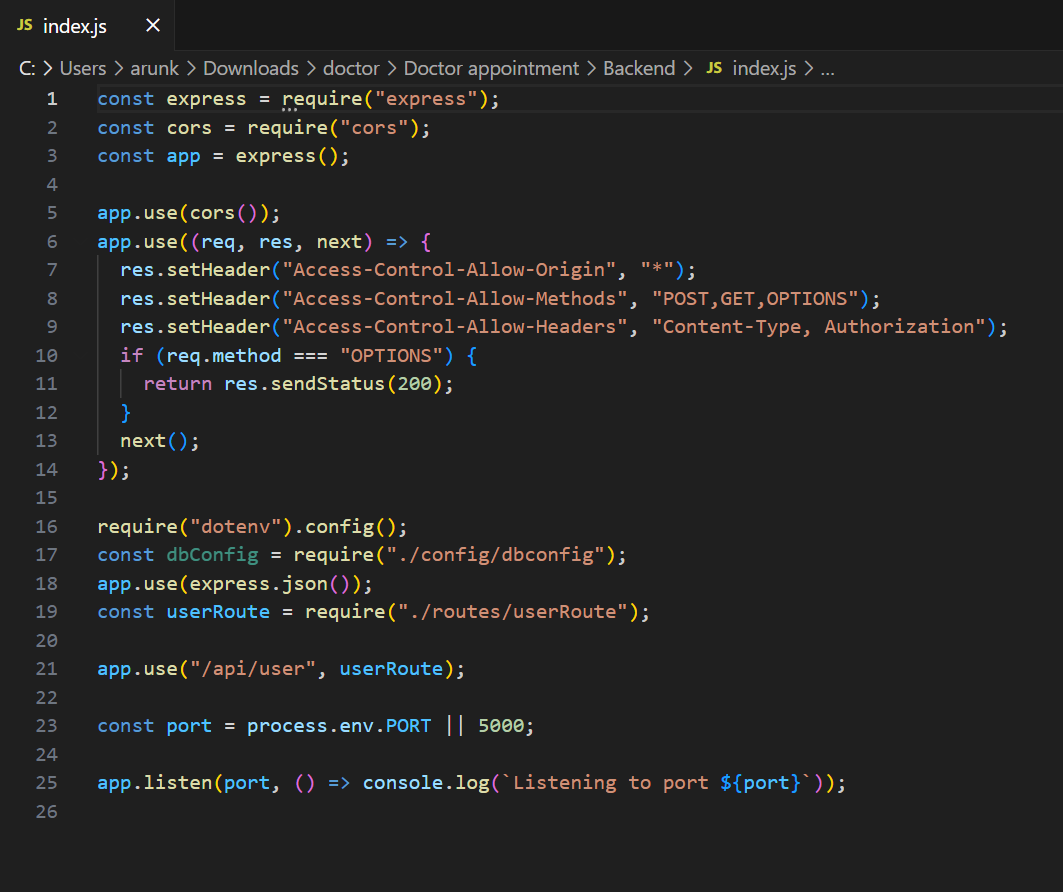 JS index.js ×
C: > Users > arunk > Downloads > doctor > Doctor appointment > Backend > JS index.js > ...
1 const express = require("express");
2 const cors = require("cors");
3 const app = express();
4
5 app.use(cors());
6 app.use((req, res, next) => {
7 res.setHeader("Access-Control-Allow-Origin", "*");
8 res.setHeader("Access-Control-Allow-Methods", "POST,GET,OPTIONS");
9 res.setHeader("Access-Control-Allow-Headers", "Content-Type, Authorization");
10 if (req.method === "OPTIONS") {
11 return res.sendStatus(200);
12 }
13 next();
14 });
15
16 require("dotenv").config();
17 const dbConfig = require("./config/dbconfig");
18 app.use(express.json());
19 const userRoute = require("./routes/userRoute");
20
21 app.use("/api/user", userRoute);
22
23 const port = process.env.PORT || 5000;
24
25 app.listen(port, () => console.log(`Listening to port ${port}`));
26